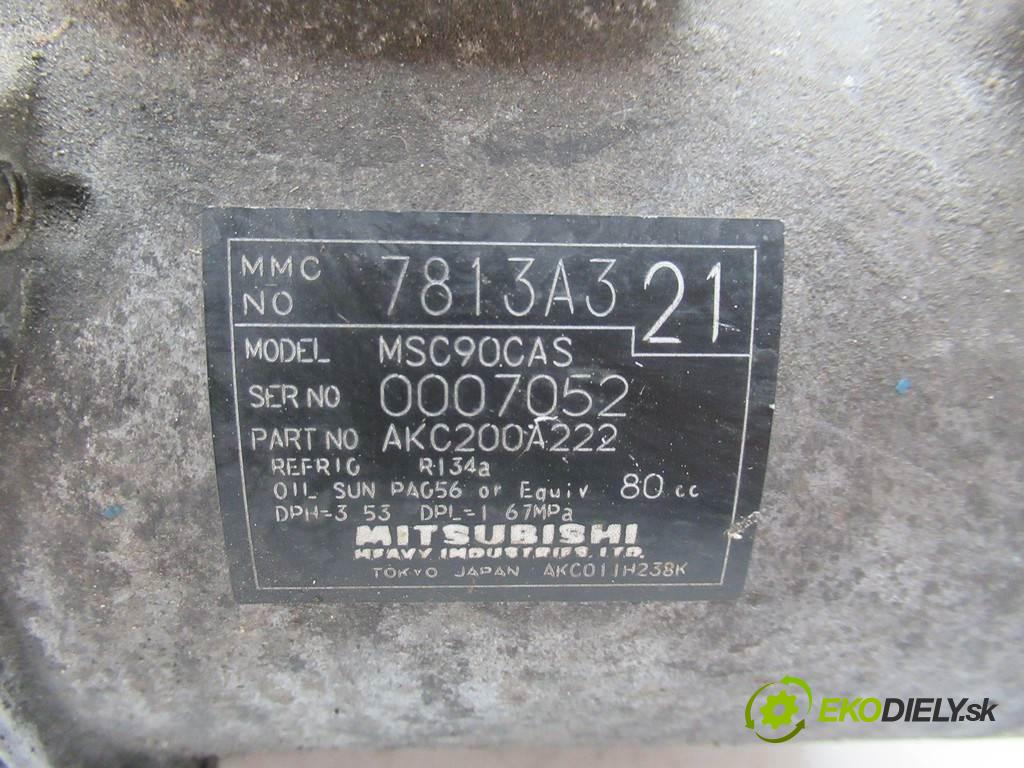 MMC NO 7813A3 21
MODEL MSC90CAS
SER NO 0007052
PART NO AKC200A222
REFRIG R134a
OIL SUN PAG56 or Equiv 80 cc
DPH=3 53 DPL=1 67MPa
MITSUBISHI
HEAVY INDUSTRIES, LTD.
TOKYO JAPAN AKC011H238K
EKODIELY.sk